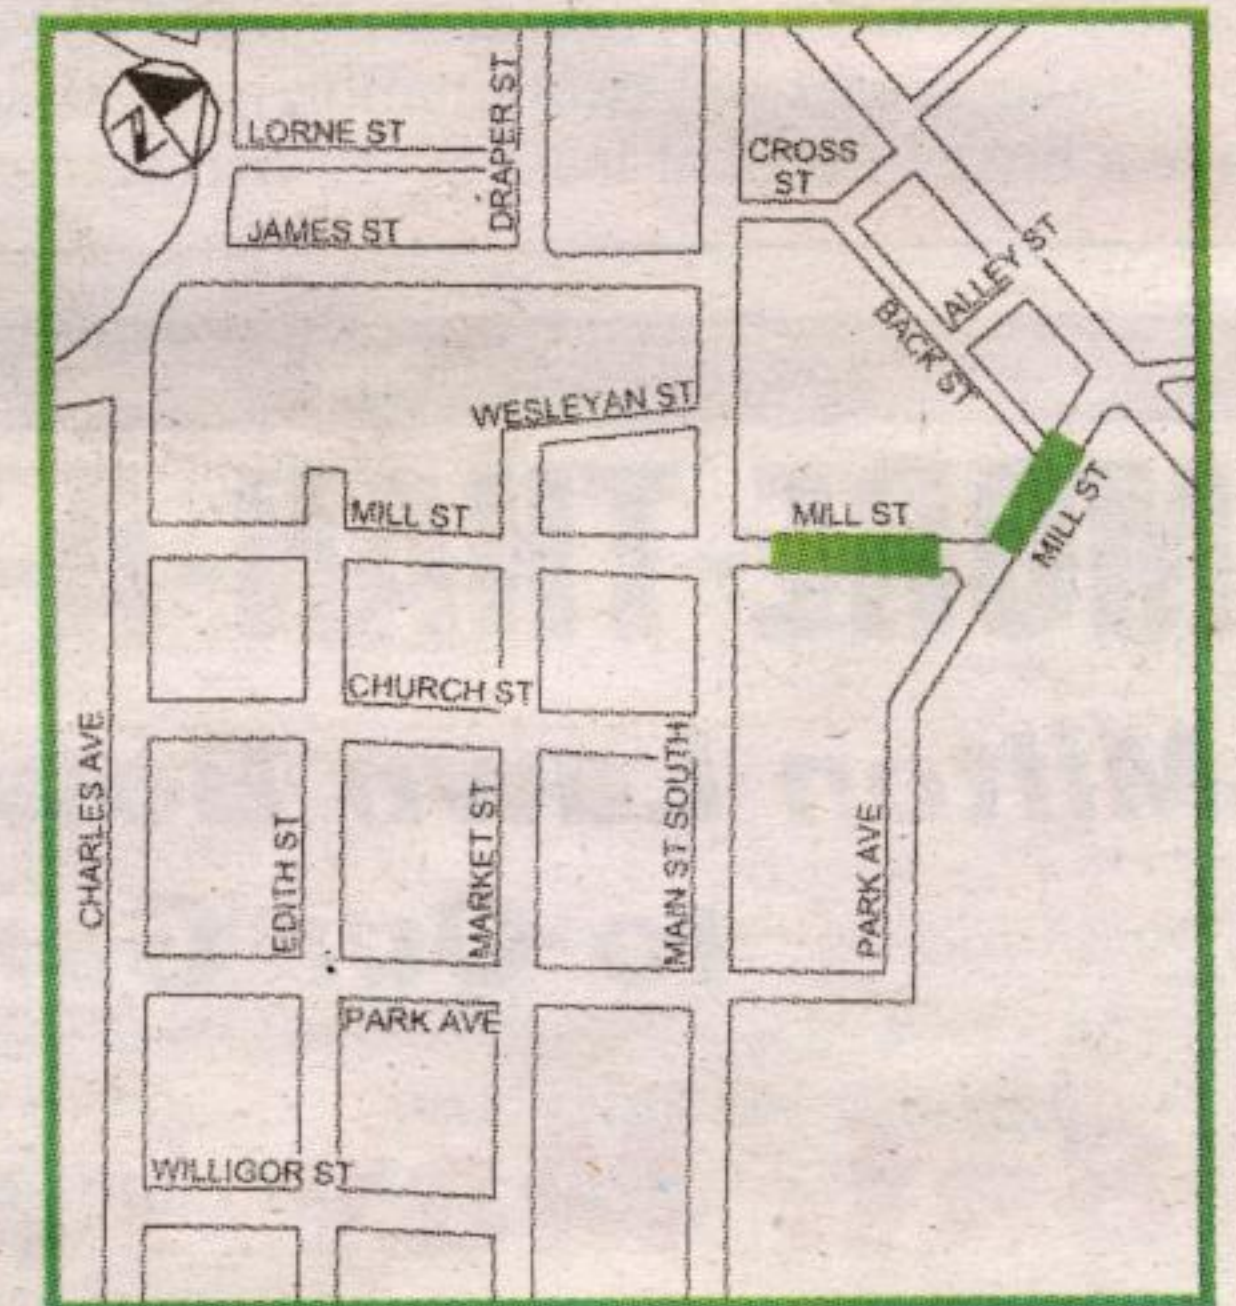 LORNE ST
DRAPER ST
CROSS
ST
JAMES ST
ALLEY ST
BACK ST
WESLEYAN ST
MILL ST
MILL ST
MILL ST
CHURCH ST
CHARLES AVE
EDITH ST
MARKET ST
MAIN ST SOUTH
PARK AVE
PARK AVE
WILLIGOR ST
N